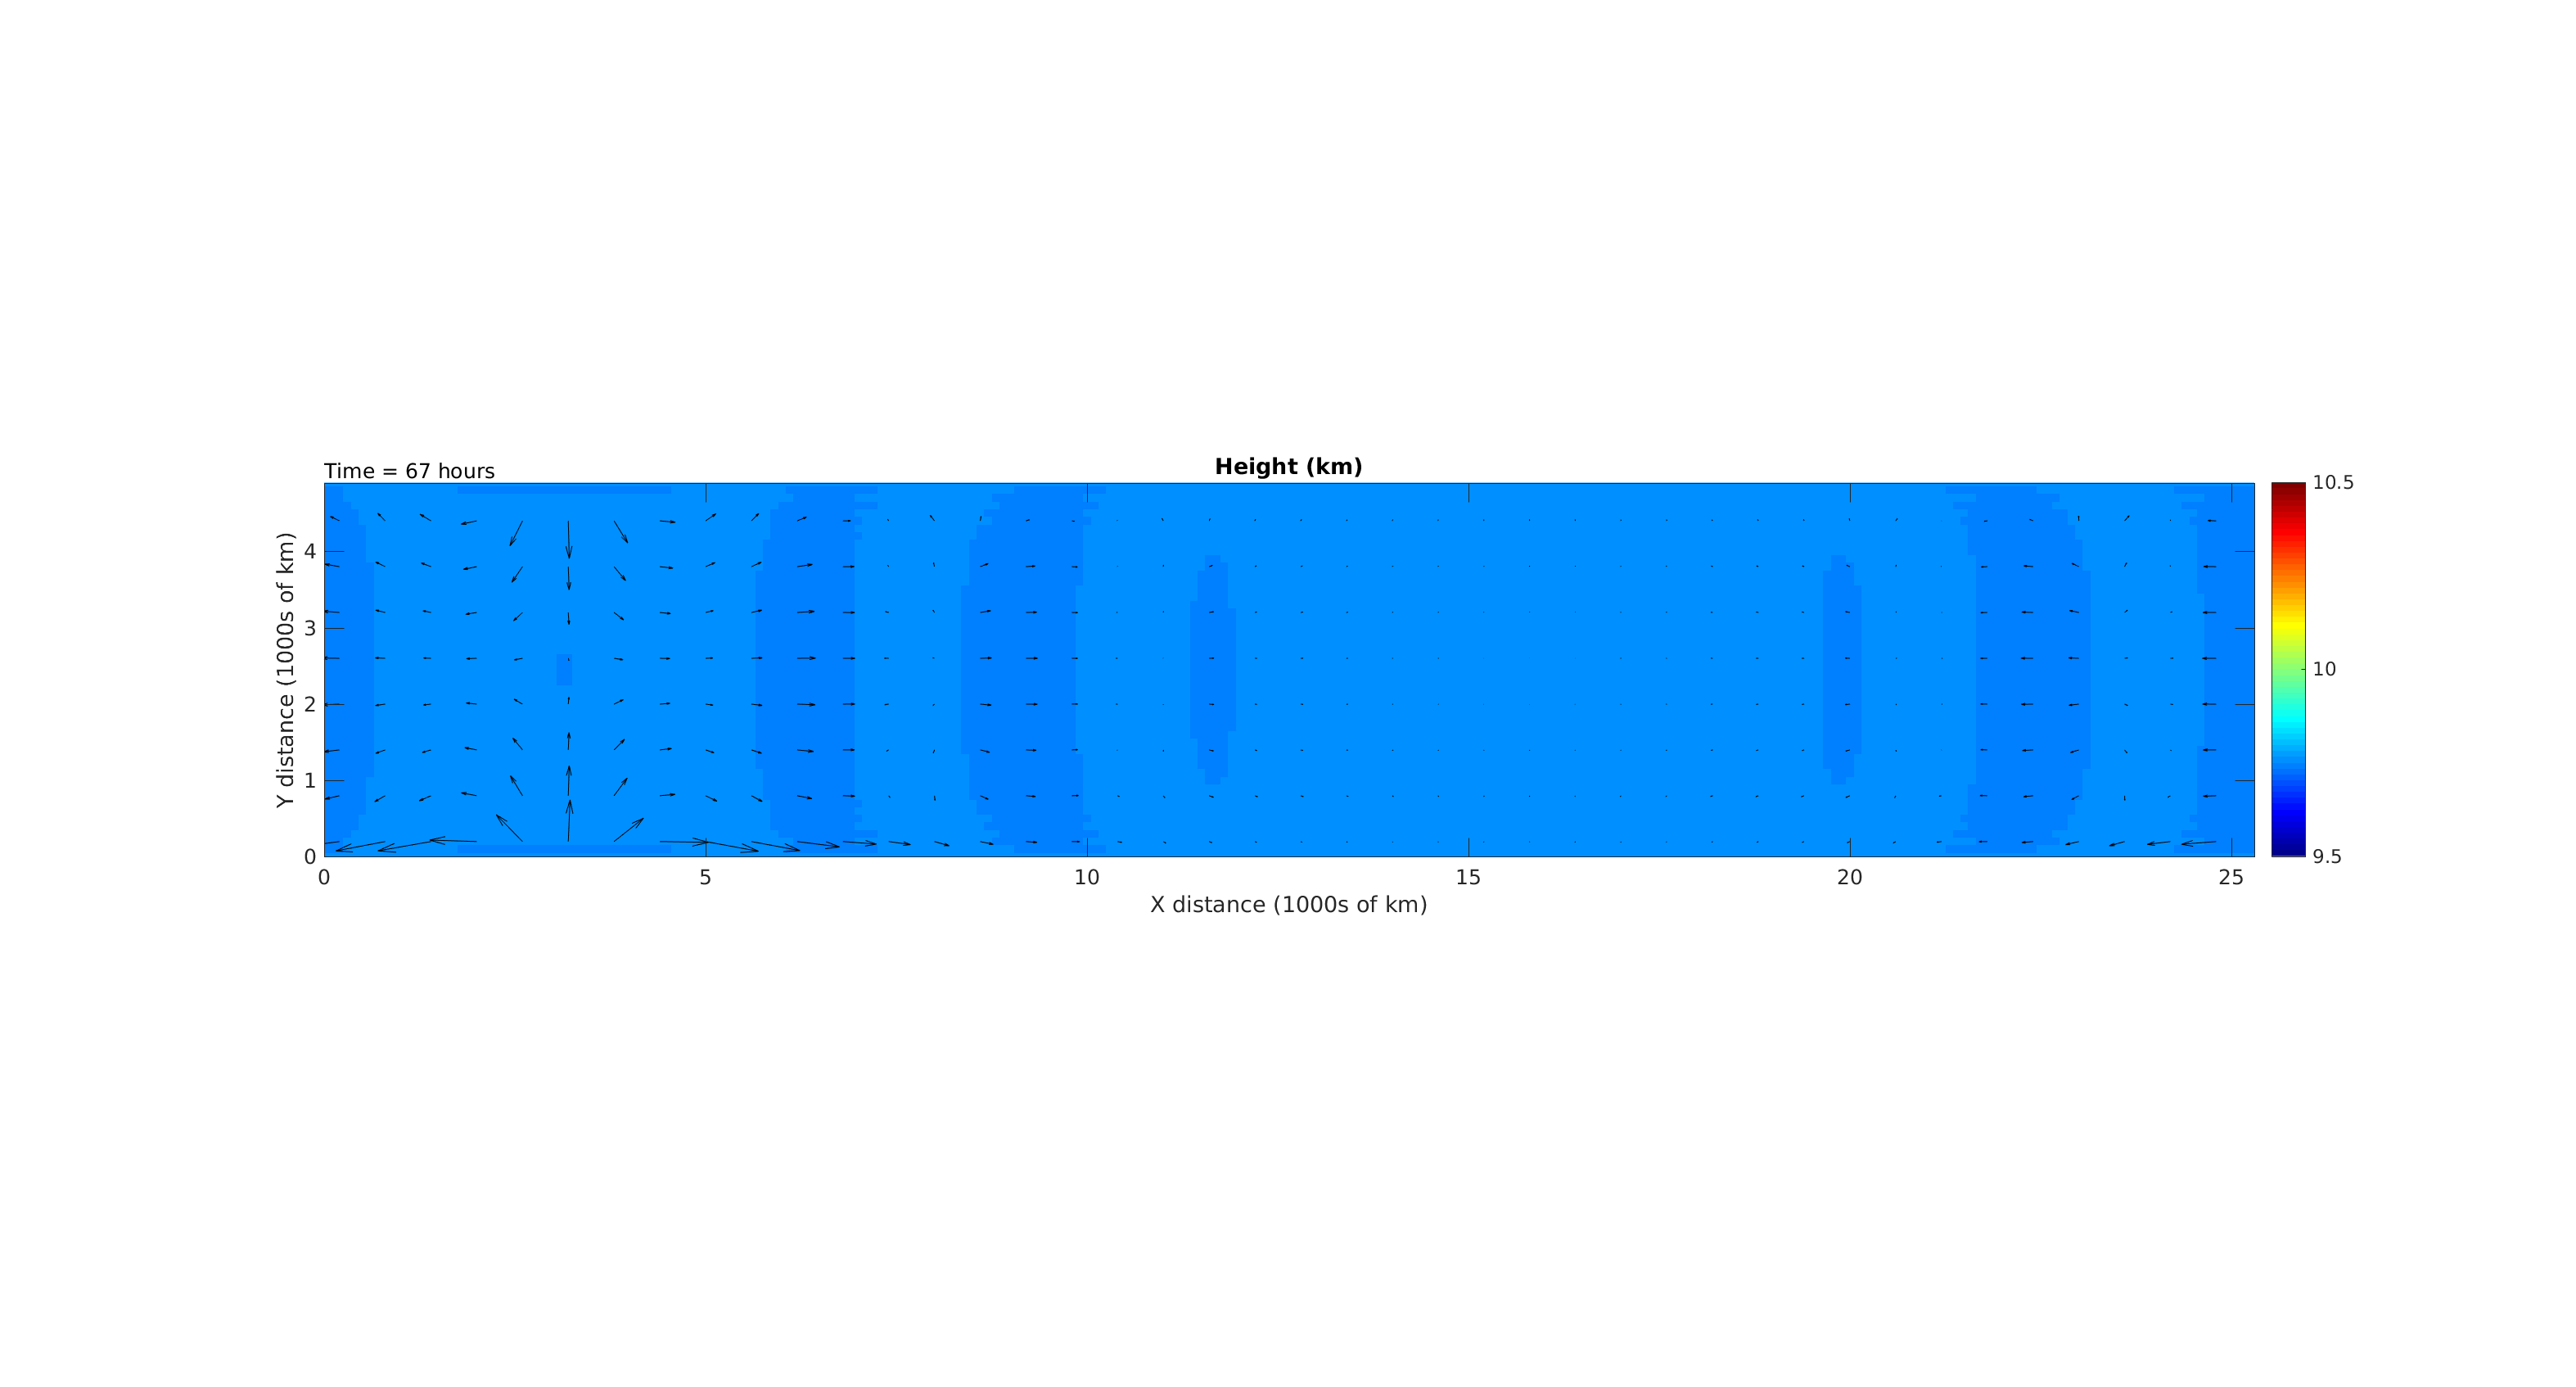 Time = 67 hours
Height (km)
Y distance (1000s of km)
4
3
2
1
0
0 5 10 15 20 25
X distance (1000s of km)
10.5
10
9.5